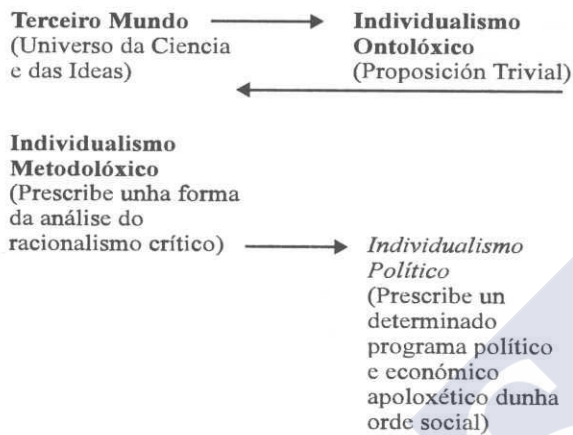 Terceiro Mundo
(Universo da Ciencia
e das Ideas)
Individualismo
Ontolóxico
(Proposición Trivial)
Individualismo
Metodolóxico
(Prescribe unha forma
da análise do
racionalismo crítico)
Individualismo
Político
(Prescribe un
determinado
programa político
e económico
apoloxético dunha
orde social)